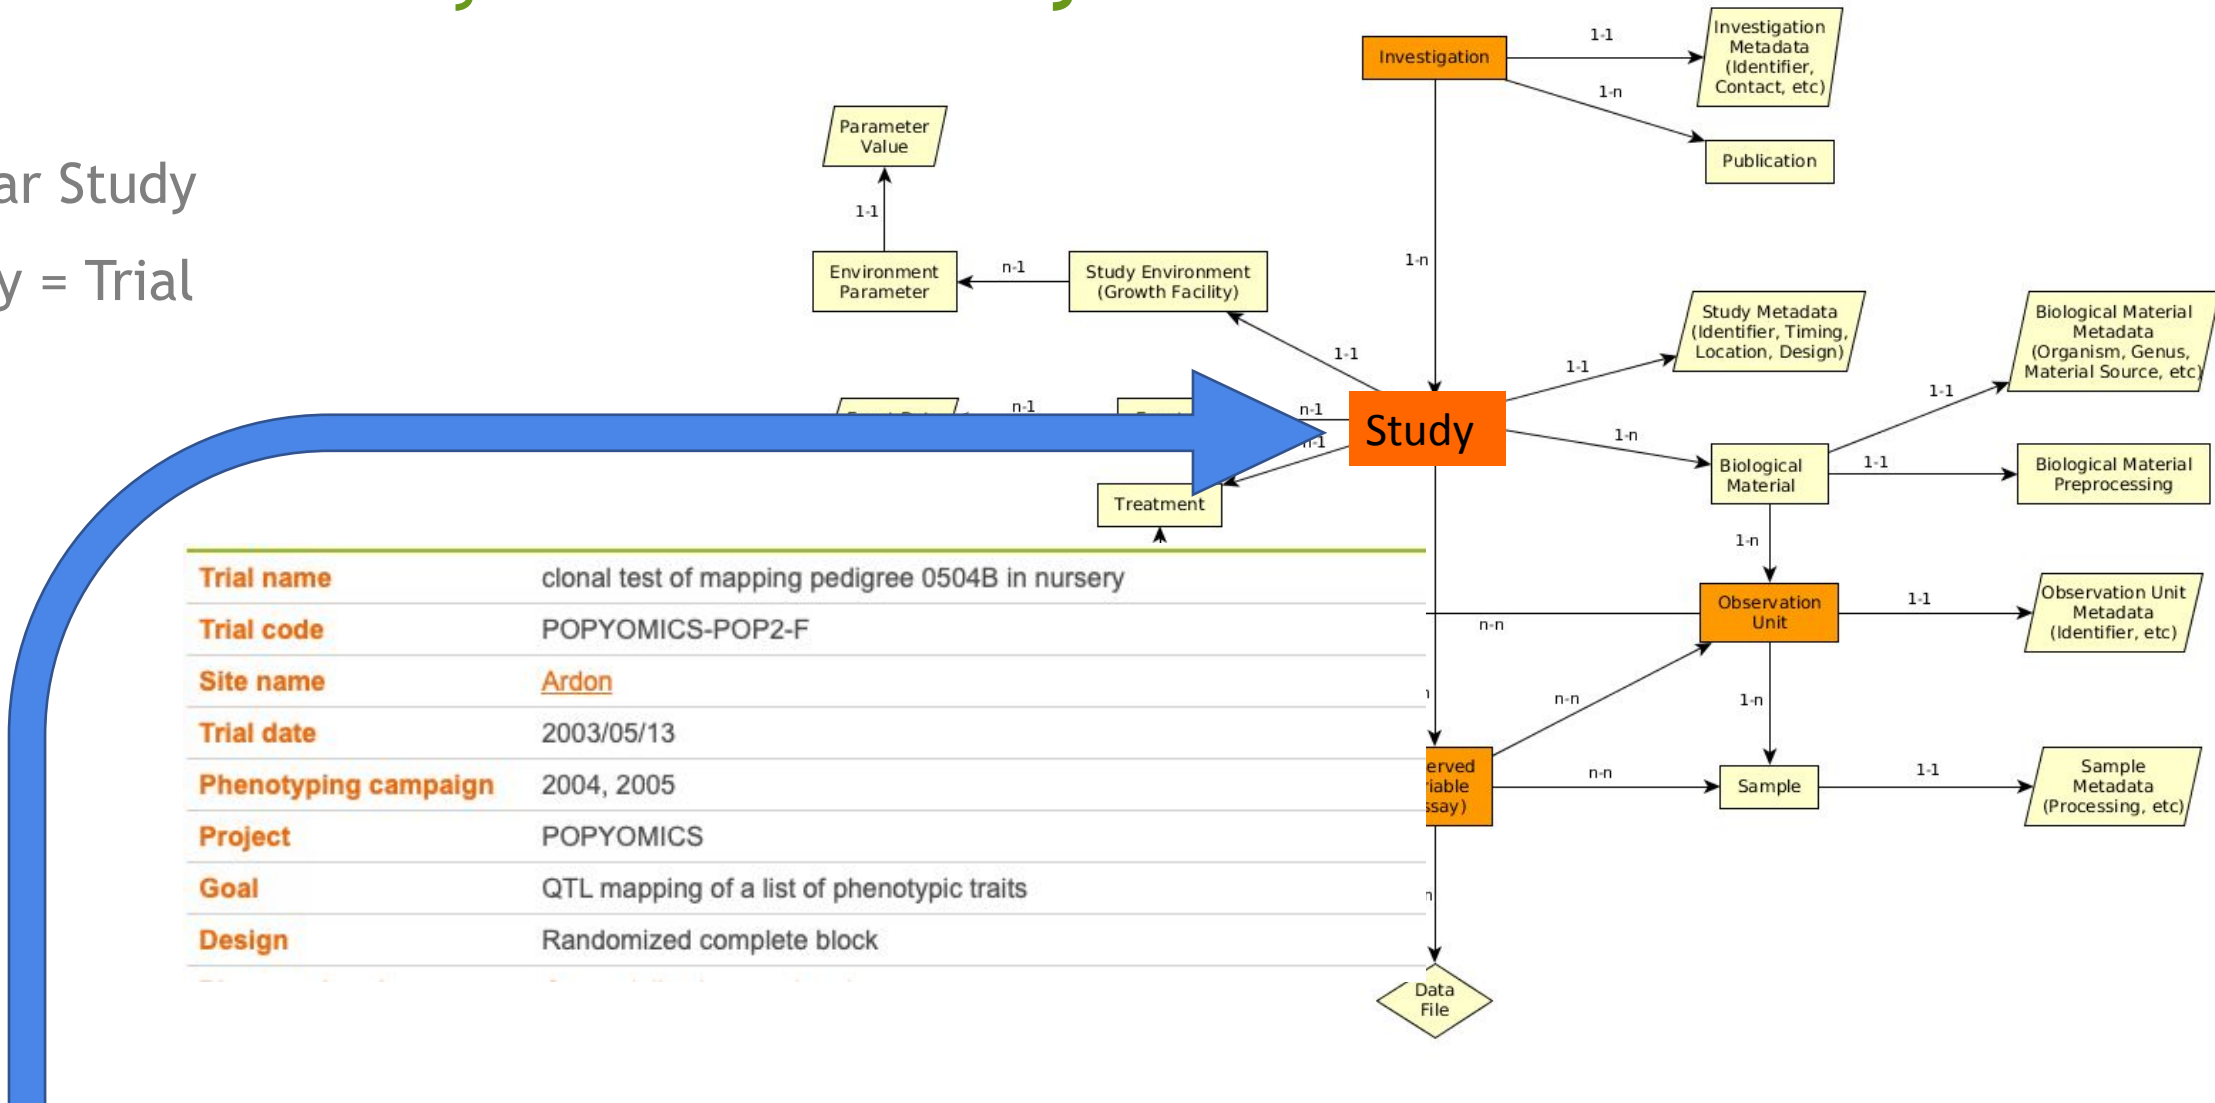 ar Study
y = Trial
Investigation
1-1
Investigation
Metadata
(Identifier,
Contact, etc)
1-n
Publication
Parameter
Value
1-1
1-n
Environment
Parameter
n-1
Study Environment
(Growth Facility)
1-1
Study Metadata
(Identifier, Timing,
Location, Design)
1-1
Biological Material
Metadata
(Organism, Genus,
Material Source, etc)
1-1
n-1
n-1
n-1
Study
1-n
Biological
Material
1-1
Biological Material
Preprocessing
Treatment
1-n
Trial name clonal test of mapping pedigree 0504B in nursery
Trial code POPYOMICS-POP2-F
Site name Ardon
Trial date 2003/05/13
Phenotyping campaign 2004, 2005
Project POPYOMICS
Goal QTL mapping of a list of phenotypic traits
Design Randomized complete block
Observation
Unit
1-1
Observation Unit
Metadata
(Identifier, etc)
n-n
n-n
1-n
erved
iable
ssay)
n-n
Sample
1-1
Sample
Metadata
(Processing, etc)
n
Data
File